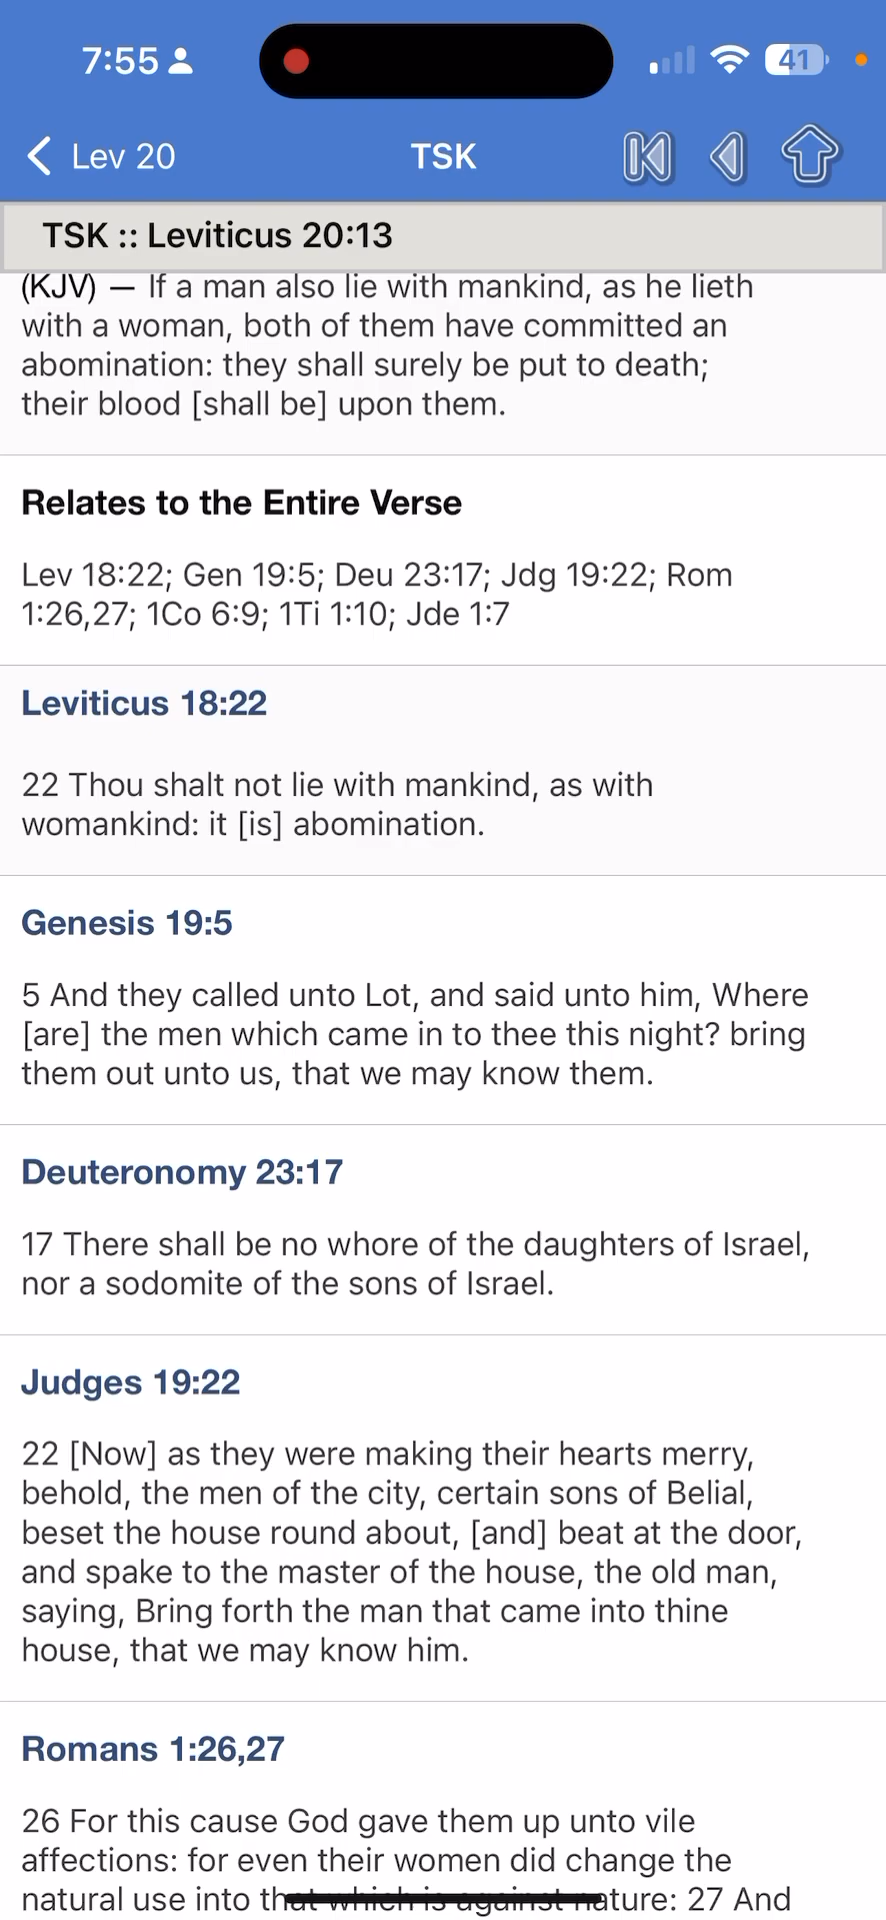 7:55
41
Lev 20
TSK
TSK :: Leviticus 20:13
(KJV) — If a man also lie with mankind, as he lieth
with a woman, both of them have committed an
abomination: they shall surely be put to death;
their blood [shall be] upon them.
Relates to the Entire Verse
Lev 18:22; Gen 19:5; Deu 23:17; Jdg 19:22; Rom
1:26,27; 1Co 6:9; 1Ti 1:10; Jde 1:7
Leviticus 18:22
22 Thou shalt not lie with mankind, as with
womankind: it [is] abomination.
Genesis 19:5
5 And they called unto Lot, and said unto him, Where
[are] the men which came in to thee this night? bring
them out unto us, that we may know them.
Deuteronomy 23:17
17 There shall be no whore of the daughters of Israel,
nor a sodomite of the sons of Israel.
Judges 19:22
22 [Now] as they were making their hearts merry,
behold, the men of the city, certain sons of Belial,
beset the house round about, [and] beat at the door,
and spake to the master of the house, the old man,
saying, Bring forth the man that came into thine
house, that we may know him.
Romans 1:26,27
26 For this cause God gave them up unto vile
affections: for even their women did change the
natural use into that which is against nature: 27 And